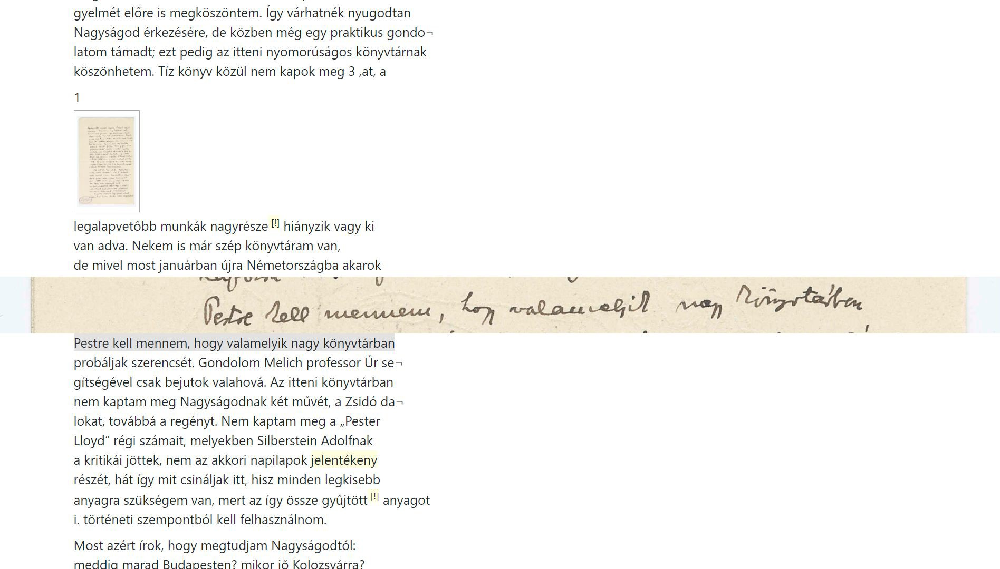 gyelmét előre is megköszöntem. Így várhatnék nyugodtan
Nagyságod érkezésére, de közben még egy praktikus gondo¬
latom támadt; ezt pedig az itteni nyomorúságos könyvtárnak
köszönhetem. Tíz könyv közül nem kapok meg 3 ,at, a
1
legalapvetőbb munkák nagyrésze [!] hiányzik vagy ki
van adva. Nekem is már szép könyvtáram van,
de mivel most januárban újra Németországba akarok
Pestre kell mennem, hogy valamelyik nagy könyvtárban
Pestre kell mennem, hogy valamelyik nagy könyvtárban
probáljak szerencsét. Gondolom Melich professor Úr se¬
gítségével csak bejutok valahová. Az itteni könyvtárban
nem kaptam meg Nagyságodnak két művét, a Zsidó da¬
lokat, továbbá a regényt. Nem kaptam meg a „Pester
Lloyd” régi számait, melyekben Silberstein Adolfnak
a kritikái jöttek, nem az akkori napilapok jelentékeny
részét, hát így mit csináljak itt, hisz minden legkisebb
anyagra szükségem van, mert az így össze gyűjtött [!] anyagot
i. történeti szempontból kell felhasználnom.
Most azért írok, hogy megtudjam Nagyságodtól:
meddig marad Budapesten? mikor jő Kolozsvárra?